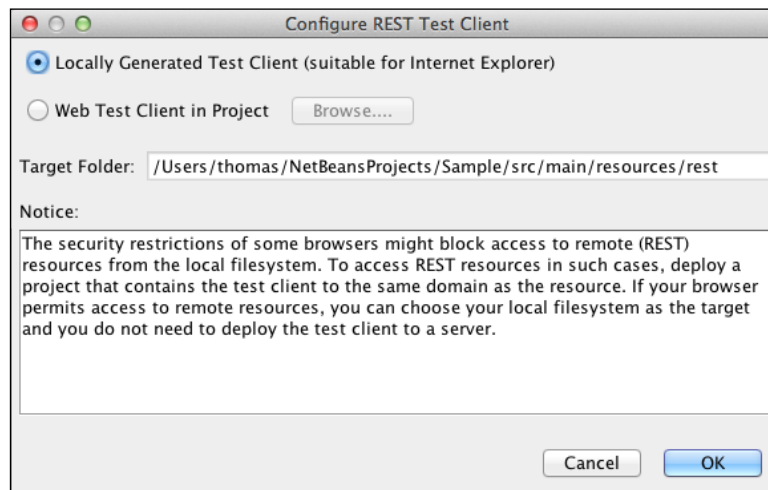 Configure REST Test Client
Locally Generated Test Client (suitable for Internet Explorer)
Web Test Client in Project Browse....
Target Folder: /Users/thomas/NetBeansProjects/Sample/src/main/resources/rest
Notice:
The security restrictions of some browsers might block access to remote (REST)
resources from the local filesystem. To access REST resources in such cases, deploy a
project that contains the test client to the same domain as the resource. If your browser
permits access to remote resources, you can choose your local filesystem as the target
and you do not need to deploy the test client to a server.
Cancel OK